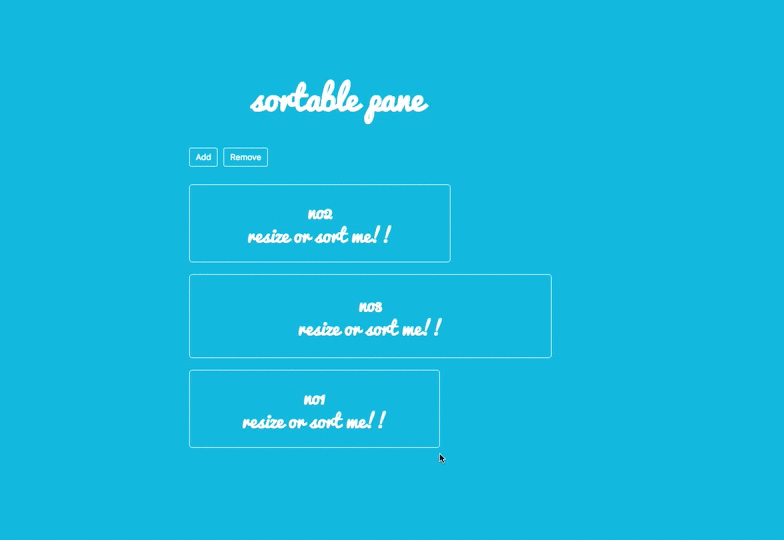 sortable pane
Add Remove
no2
resize or sort me!!
no3
resize or sort me!!
no1
resize or sort me!!